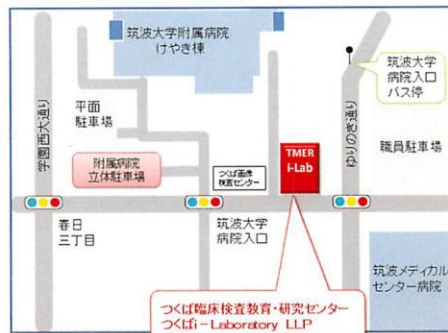 筑波大学附属病院
けやき棟
筑波大学
病院入口
バス停
学園西大通り
平面
駐車場
ゆりのき通り
職員駐車場
附属病院
立体駐車場
つくば画像
検査センター
TMER
i-Lab
春日
三丁目
筑波大学
病院入口
筑波メディカル
センター病院
つくば臨床検査教育・研究センター
つくばi-Laboratory LLP